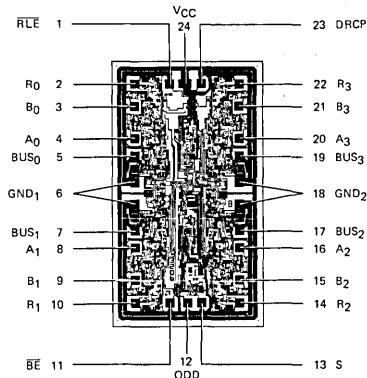 VCC
RLE 1 24 23 DRCP
R0 2 22 R3
B0 3 21 B3
A0 4 20 A3
BUS0 5 19 BUS3
GND1 6 18 GND2
BUS1 7 17 BUS2
A1 8 16 A2
B1 9 15 B2
R1 10 14 R2
BE 11 12 13 S
ODD